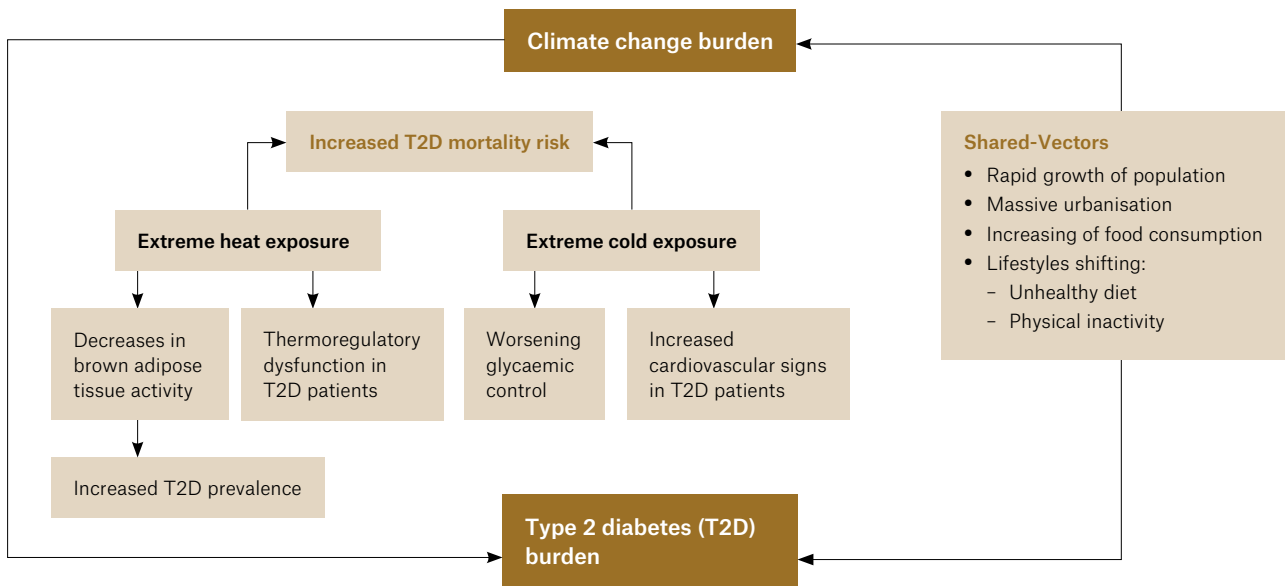 Climate change burden
Increased T2D mortality risk
Extreme heat exposure
Extreme cold exposure
Decreases in
brown adipose
tissue activity
Thermoregulatory
dysfunction in
T2D patients
Worsening
glycaemic
control
Increased
cardiovascular signs
in T2D patients
Increased T2D prevalence
Shared-Vectors
• Rapid growth of population
• Massive urbanisation
• Increasing of food consumption
• Lifestyles shifting:
– Unhealthy diet
– Physical inactivity
Type 2 diabetes (T2D)
burden